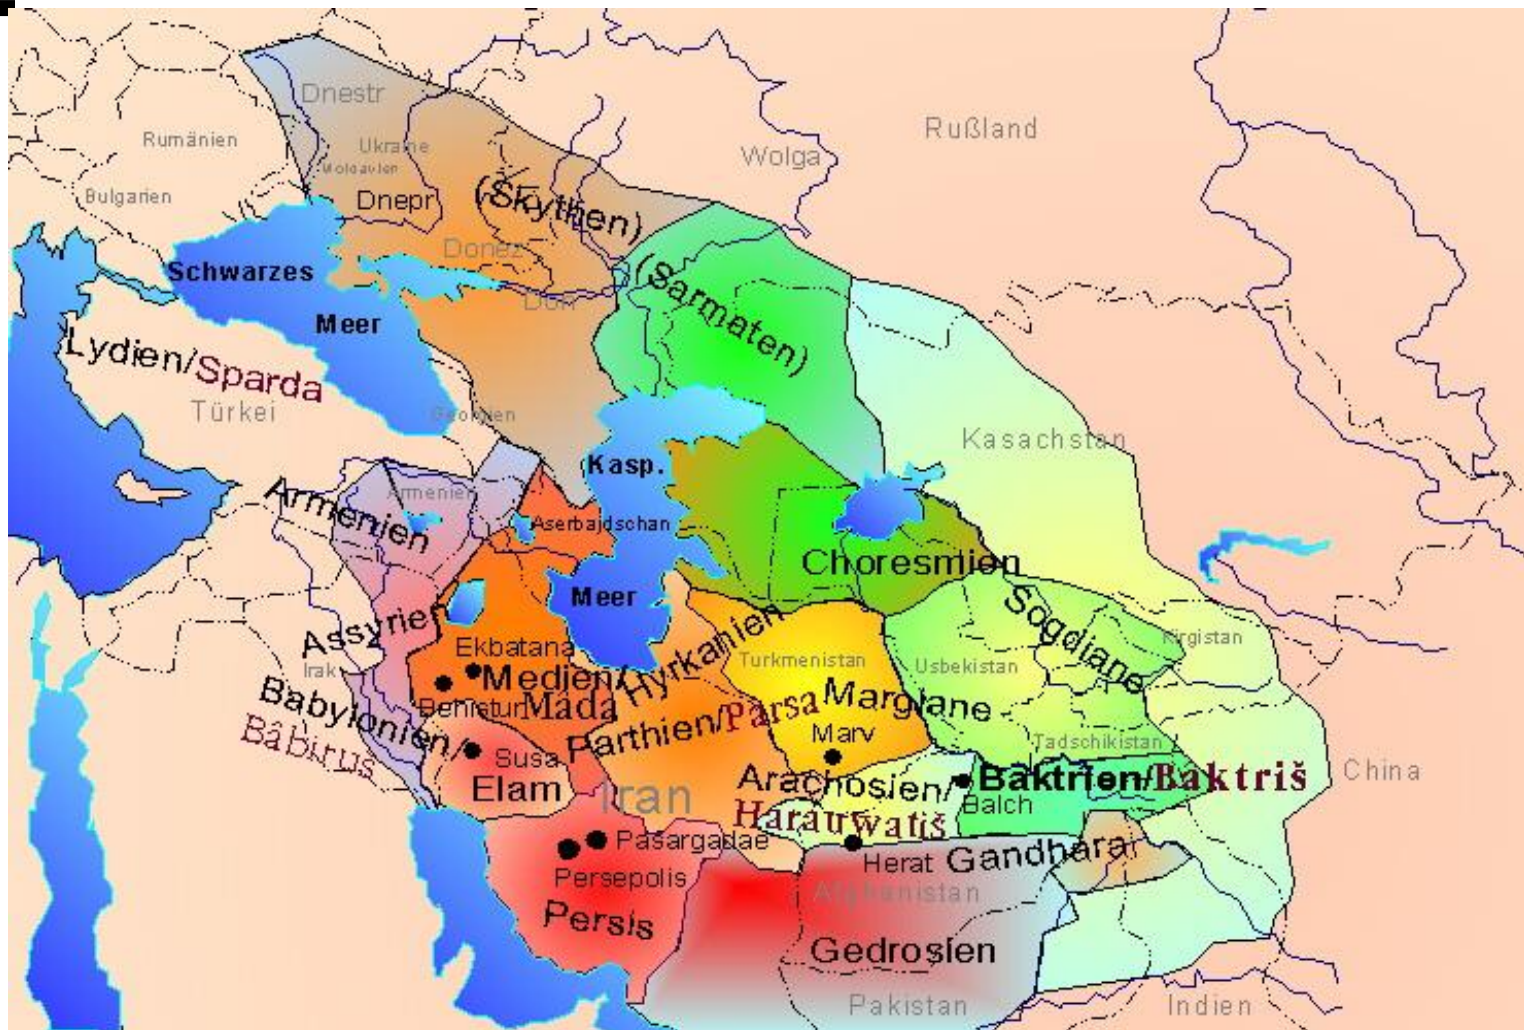 Dnestr
Rußland
Rumänien
Ukraine
Wolga
Moldavien
Bulgarien
Dnepr
(Skythen)
Donez
Schwarzes
Don
(Sarmaten)
Meer
Lydien/Sparda
Türkei
Georgien
Kasachstan
Kasp.
Armenien
Armenien
Aserbaidschan
Choresmien
Meer
Sogdiane
Assyrien
Kirgistan
Ekbatana
Hyrkanien
Turkmenistan
Usbekistan
Irak
Medien/
Mâda
Behistun
Babylonien/
Bâbiruš
Parthien/Parsa
Margiane
Marv
Susa
Tadschikistan
China
Elam
Iran
Arachosien/
Harauwatiš
Baktrien/Baktriš
Balch
Pasargadae
Herat
Gandhara
Persepolis
Afghanistan
Persis
Gedrosien
Pakistan
Indien